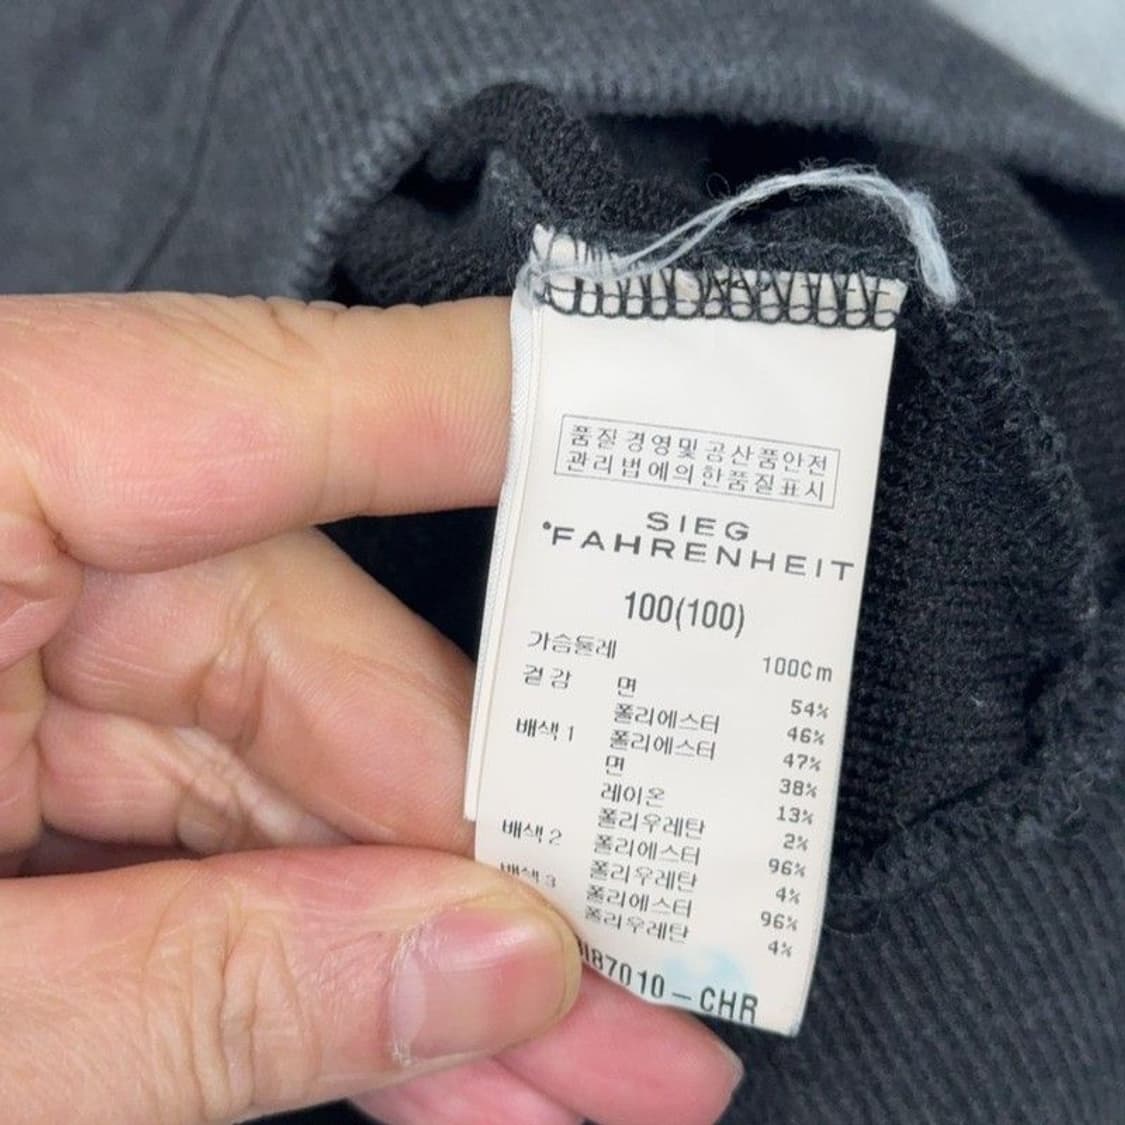 품질경영및공산품안전
관리법에의한품질표시
SIEG
FAHRENHEIT
100(100)
가슴둘레 100Cm
겉감 면 54%
폴리에스터 46%
배색1 폴리에스터 47%
면 38%
레이온 13%
폴리우레탄 2%
배색2 폴리에스터 96%
폴리우레탄 4%
배색3 폴리에스터 96%
폴리우레탄 4%
187010-CHR